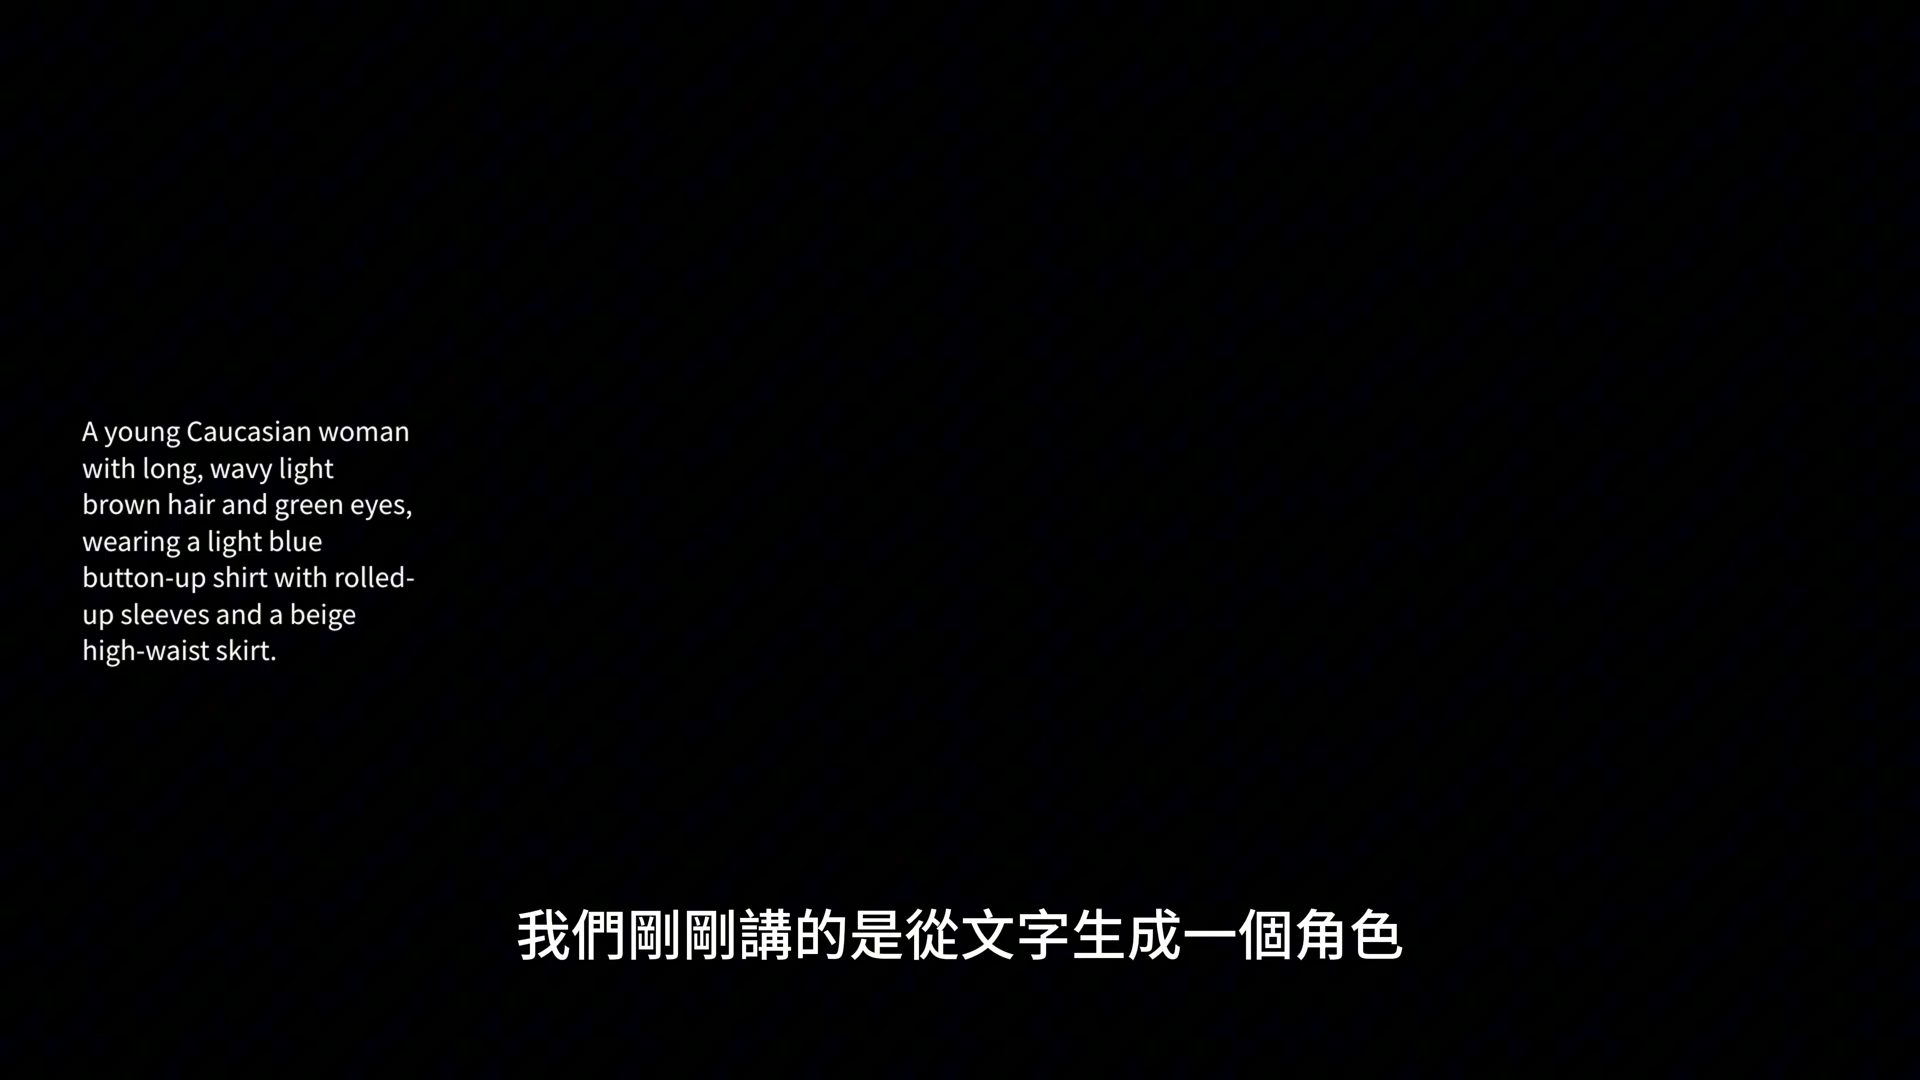 A young Caucasian woman
with long, wavy light
brown hair and green eyes,
wearing a light blue
button-up shirt with rolled-
up sleeves and a beige
high-waist skirt.
我們剛剛講的是從文字生成一個角色